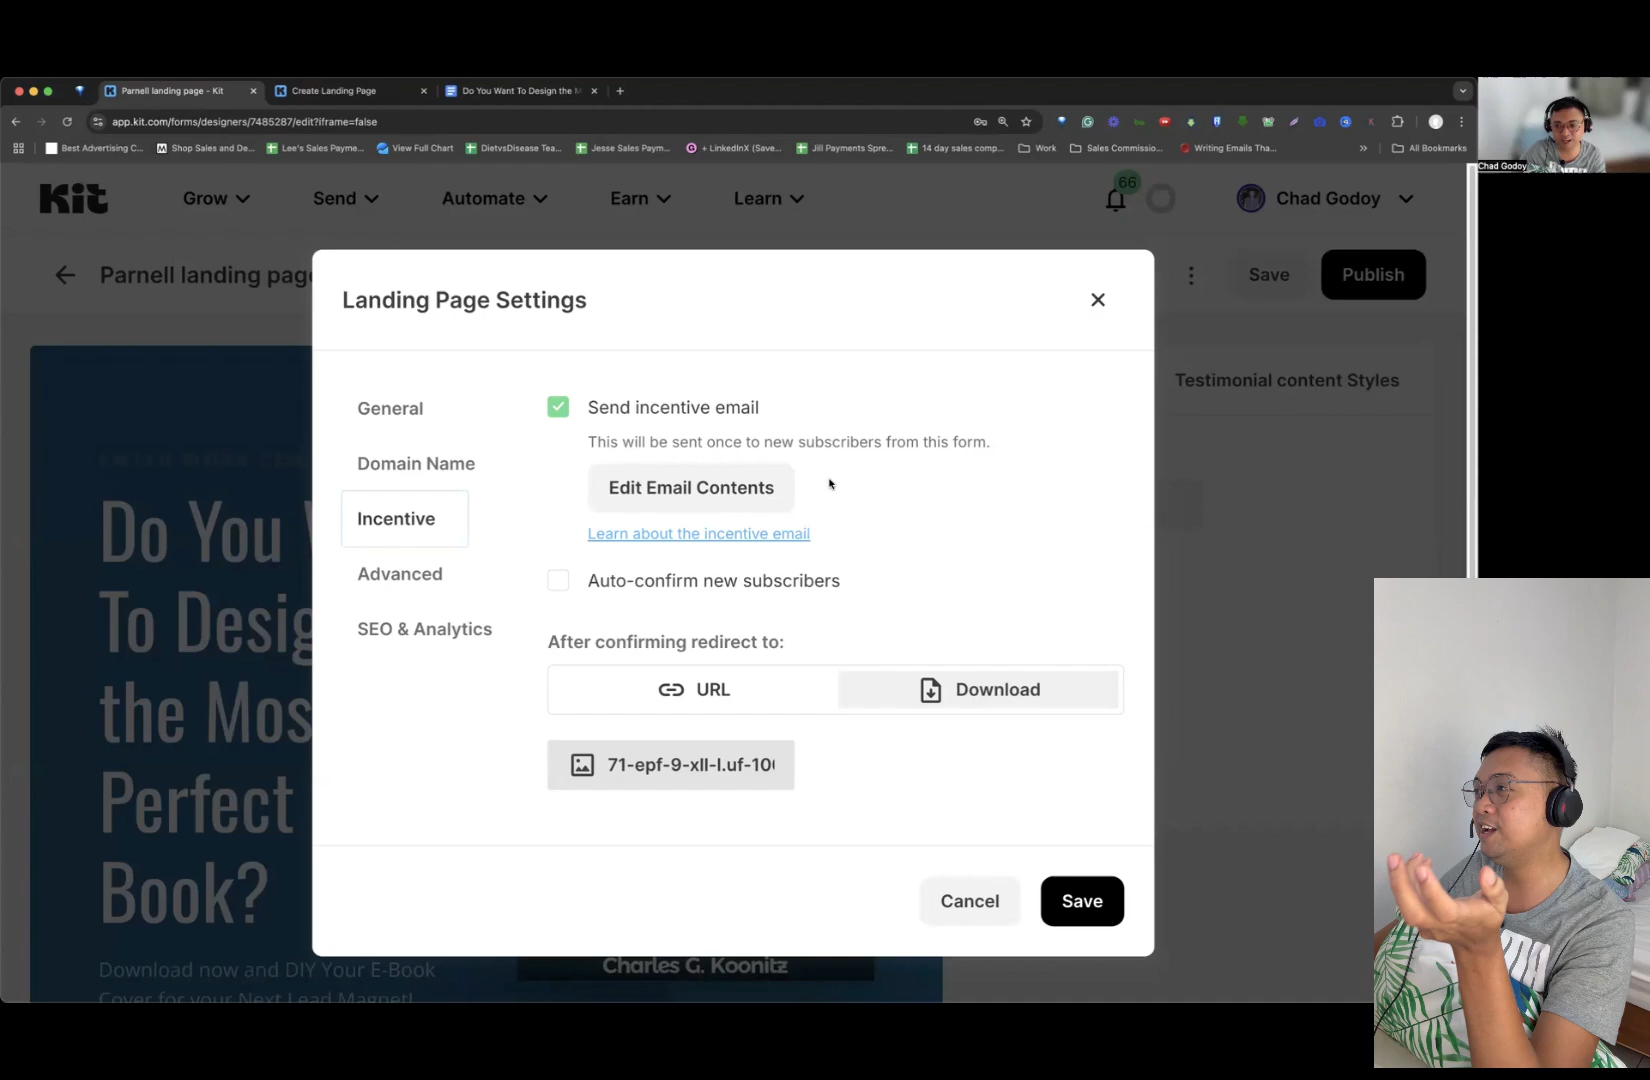 Parnell landing page - Kit
Create Landing Page
Do You Want To Design the M
app.kit.com/forms/designers/7485287/edit?iframe=false
Best Advertising C...
Shop Sales and De...
Lee's Sales Payme...
View Full Chart
DietvsDisease Tea...
Jesse Sales Paym...
+ LinkedInX (Save...
Jill Payments Spre...
14 day sales comp...
Work
Sales Commissio...
Writing Emails Tha...
All Bookmarks
Chad Godoy
Kit
Grow
Send
Automate
Earn
Learn
66
Chad Godoy
Parnell landing page
Save
Publish
Landing Page Settings
General
Domain Name
Incentive
Advanced
SEO & Analytics
Send incentive email
This will be sent once to new subscribers from this form.
Edit Email Contents
Learn about the incentive email
Auto-confirm new subscribers
After confirming redirect to:
URL
Download
71-epf-9-xll-l.uf-10
Cancel
Save
Testimonial content Styles
Do You
To Desig
the Mos
Perfect
Book?
Download now and DIY Your E-Book
Cover for your Next Lead Magnet!
Charles G. Koonitz